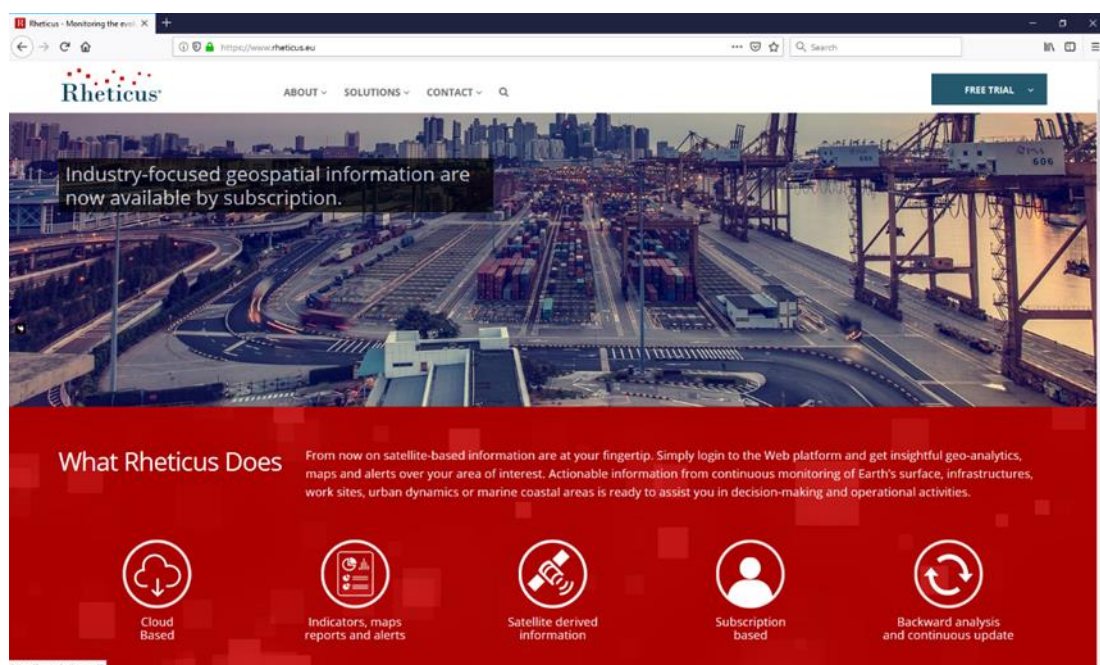 Rheticus - Monitoring the evol
https://www.rheticus.eu
Search
Rheticus
ABOUT
SOLUTIONS
CONTACT
FREE TRIAL
606
Industry-focused geospatial information are
now available by subscription.
What Rheticus Does
From now on satellite-based information are at your fingertip. Simply login to the Web platform and get insightful geo-analytics,
maps and alerts over your area of interest. Actionable information from continuous monitoring of Earth's surface, infrastructures,
work sites, urban dynamics or marine coastal areas is ready to assist you in decision-making and operational activities.
Cloud
Based
Indicators, maps
reports and alerts
Satellite derived
information
Subscription
based
Backward analysis
and continuous update